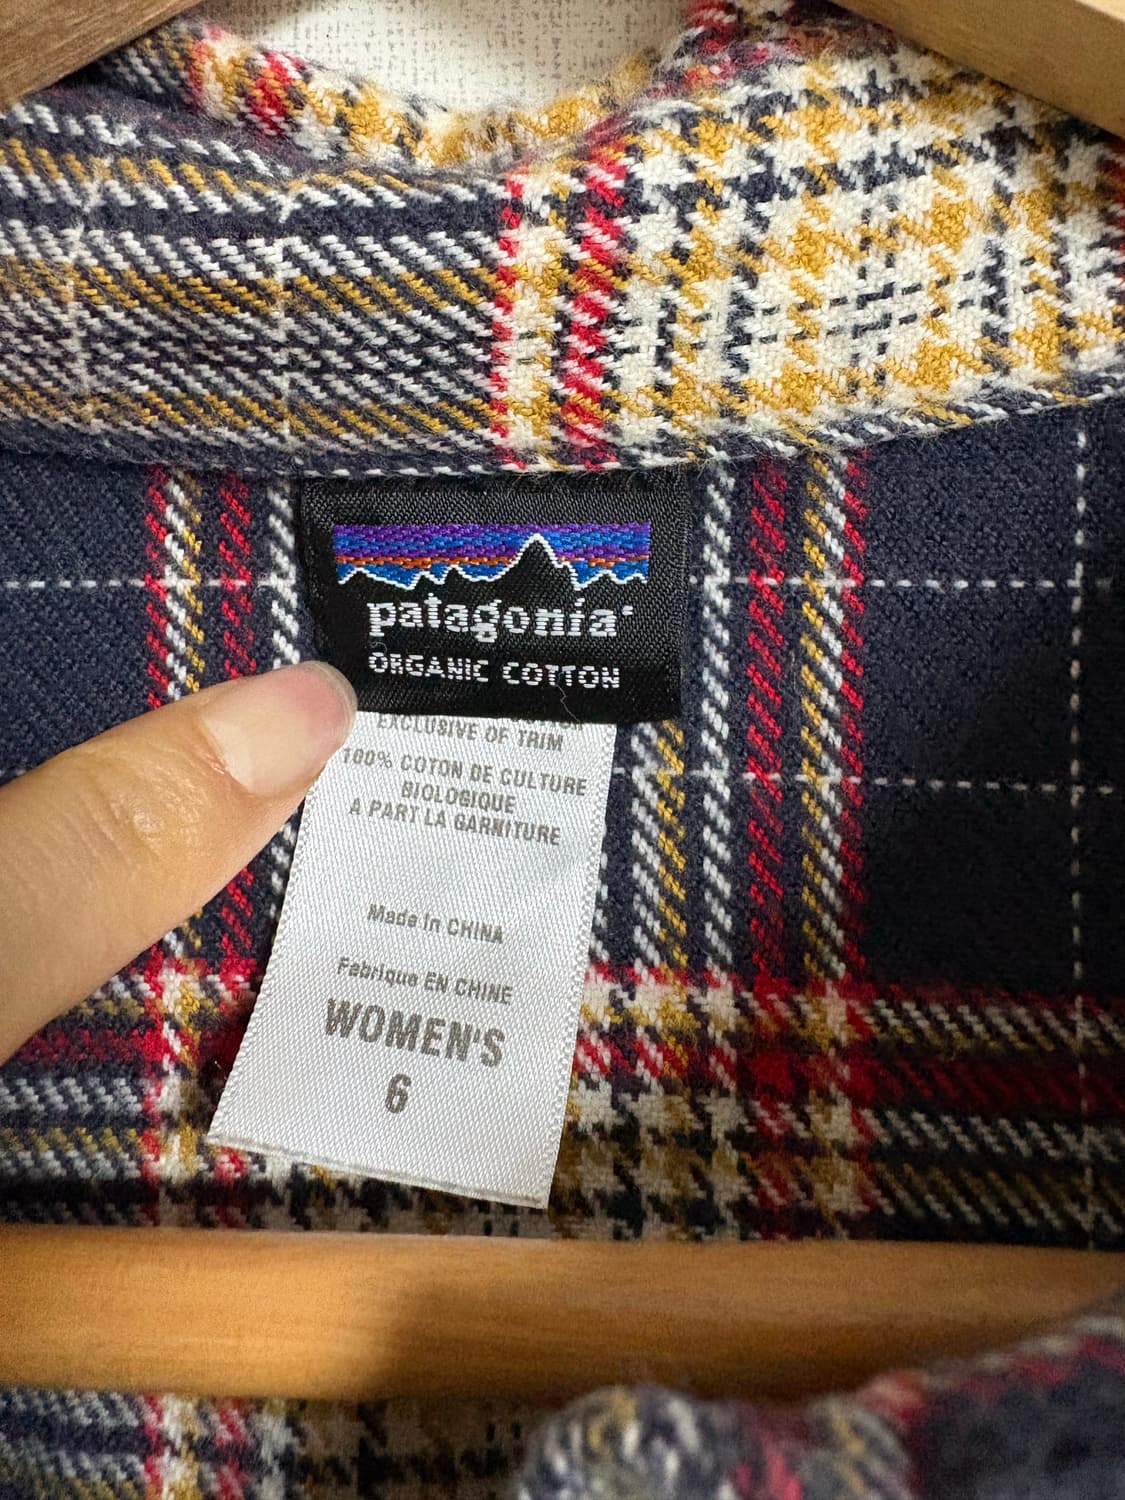 patagonia
ORGANIC COTTON
EXCLUSIVE OF TRIM
100% COTON DE CULTURE
BIOLOGIQUE
A PART LA GARNITURE
Made in CHINA
Fabrique EN CHINE
WOMEN'S
6